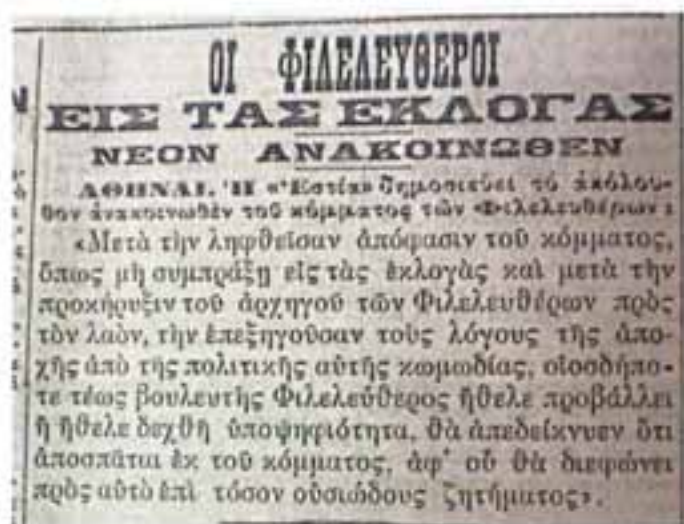 ΟΙ ΦΙΛΕΛΕΥΘΕΡΟΙ
ΕΙΣ ΤΑΣ ΕΚΛΟΓΑΣ
ΝΕΟΝ ΑΝΑΚΟΙΝΩΘΕΝ
ΑΘΗΝΑΙ. Ἡ «Ἑστία» δημοσιεύει τὸ ἀκόλου-
θον ἀνακοινωθὲν τοῦ κόμματος τῶν «Φιλελευθέρων :
«Μετὰ τὴν ληφθεῖσαν ἀπόφασιν τοῦ κόμματος,
ὅπως μὴ συμπράξῃ εἰς τὰς ἐκλογὰς καὶ μετὰ τὴν
προκήρυξιν τοῦ ἀρχηγοῦ τῶν Φιλελευθέρων πρὸς
τὸν λαὸν, τὴν ἐπεξηγοῦσαν τοὺς λόγους τῆς ἀπο-
χῆς ἀπὸ τῆς πολιτικῆς αὐτῆς κωμωδίας, οἱοσδήπο-
τε τέως βουλευτὴς Φιλελεύθερος ἤθελε προβάλλει
ἢ ἤθελε δεχθῆ ὑποψηφιότητα, θὰ ἀπεδείκνυεν ὅτι
ἀποσπᾶται ἐκ τοῦ κόμματος, ἀφ' οὗ θὰ διεφώνει
πρὸς αὐτὸ ἐπὶ τόσον οὐσιώδους ζητήματος».